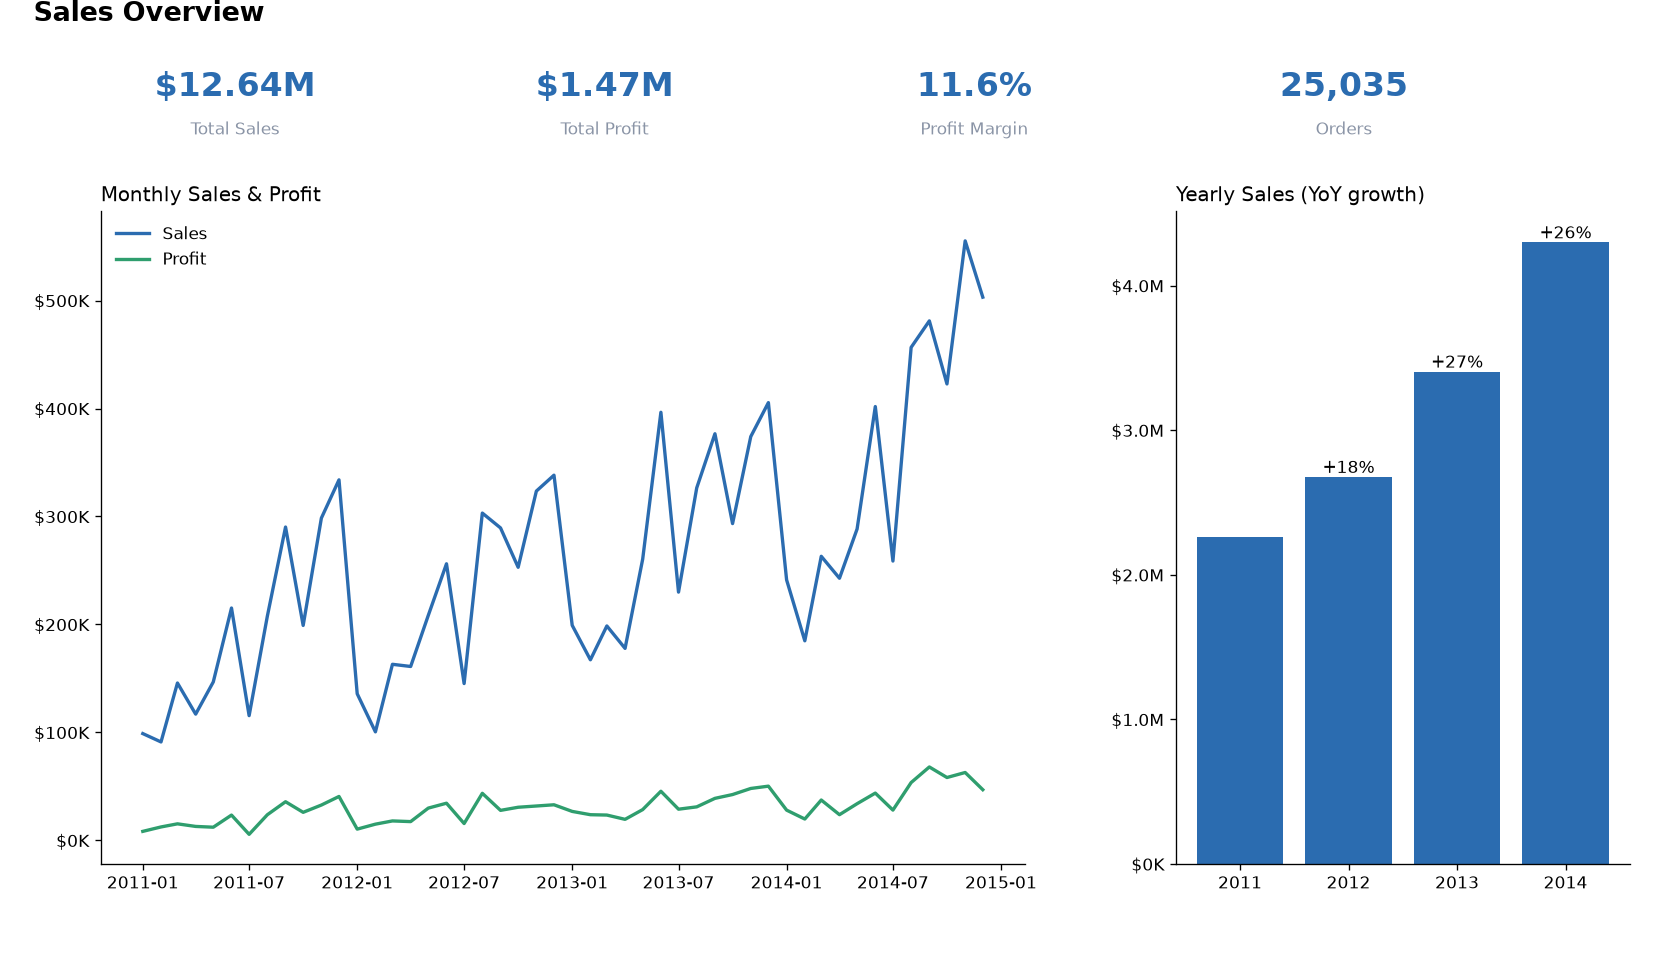 Sales Overview
$12.64M
Total Sales
$1.47M
Total Profit
11.6%
Profit Margin
25,035
Orders
Monthly Sales & Profit
Sales
Profit
$500K
$400K
$300K
$200K
$100K
$0K
2011-01 2011-07 2012-01 2012-07 2013-01 2013-07 2014-01 2014-07 2015-01
Yearly Sales (YoY growth)
+26%
+27%
+18%
$4.0M
$3.0M
$2.0M
$1.0M
$0K
2011 2012 2013 2014